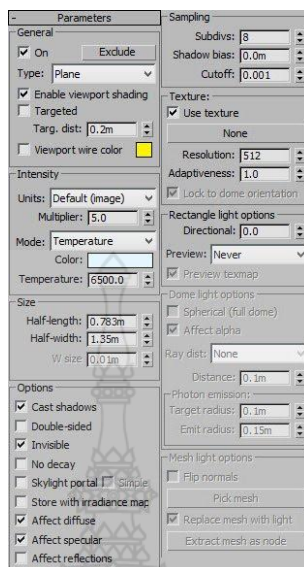 - Parameters
General
On Exclude
Type: Plane
Enable viewport shading
Targeted
Targ. dist: 0.2m
Viewport wire color
Intensity
Units: Default (image)
Multiplier: 5.0
Mode: Temperature
Color:
Temperature: 6500.0
Size
Half-length: 0.783m
Half-width: 1.35m
W size 0.01m
Options
Cast shadows
Double-sided
Invisible
No decay
Skylight portal Simple
Store with irradiance map
Affect diffuse
Affect specular
Affect reflections
Sampling
Subdivs: 8
Shadow bias: 0.0m
Cutoff: 0.001
Texture:
Use texture
None
Resolution: 512
Adaptiveness: 1.0
Lock to dome orientation
Rectangle light options
Directional: 0.0
Preview: Never
Preview texmap
Dome light options
Spherical (full dome)
Affect alpha
Ray dist: None
Distance: 0.1m
Photon emission:
Target radius: 0.1m
Emit radius: 0.15m
Mesh light options
Flip normals
Pick mesh
Replace mesh with light
Extract mesh as node